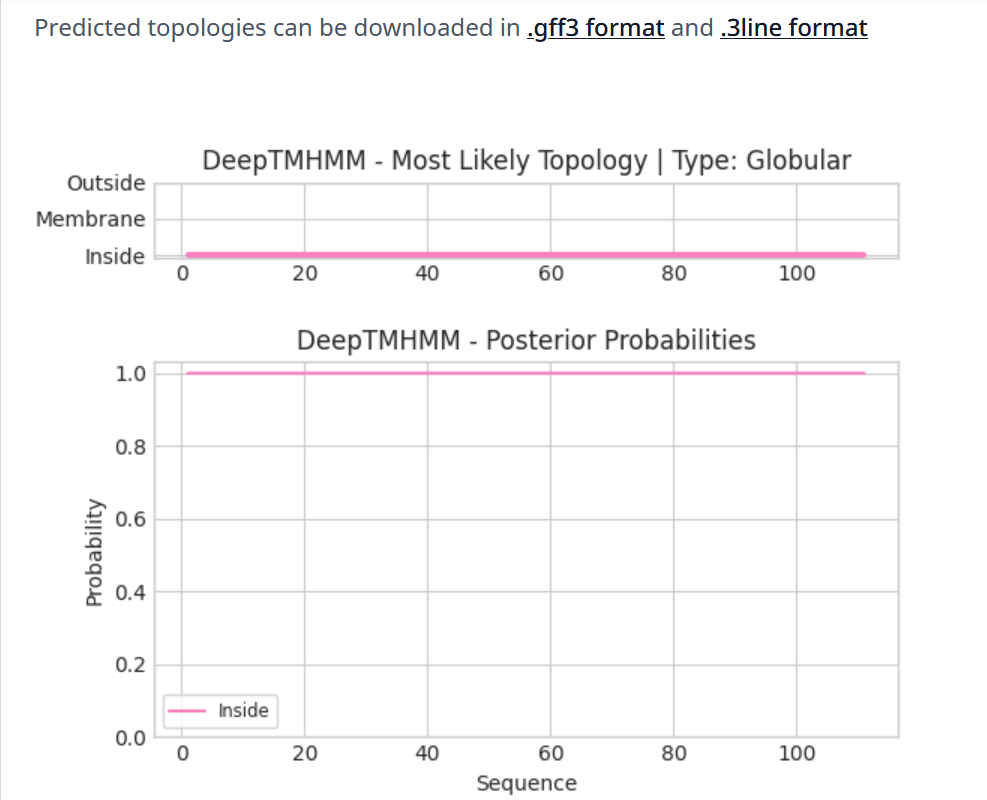 Predicted topologies can be downloaded in .gff3 format and .3line format
DeepTMHMM - Most Likely Topology | Type: Globular
Outside
Membrane
Inside
0 20 40 60 80 100
DeepTMHMM - Posterior Probabilities
1.0
0.8
0.6
0.4
0.2
0.0
Probability
Inside
0 20 40 60 80 100
Sequence